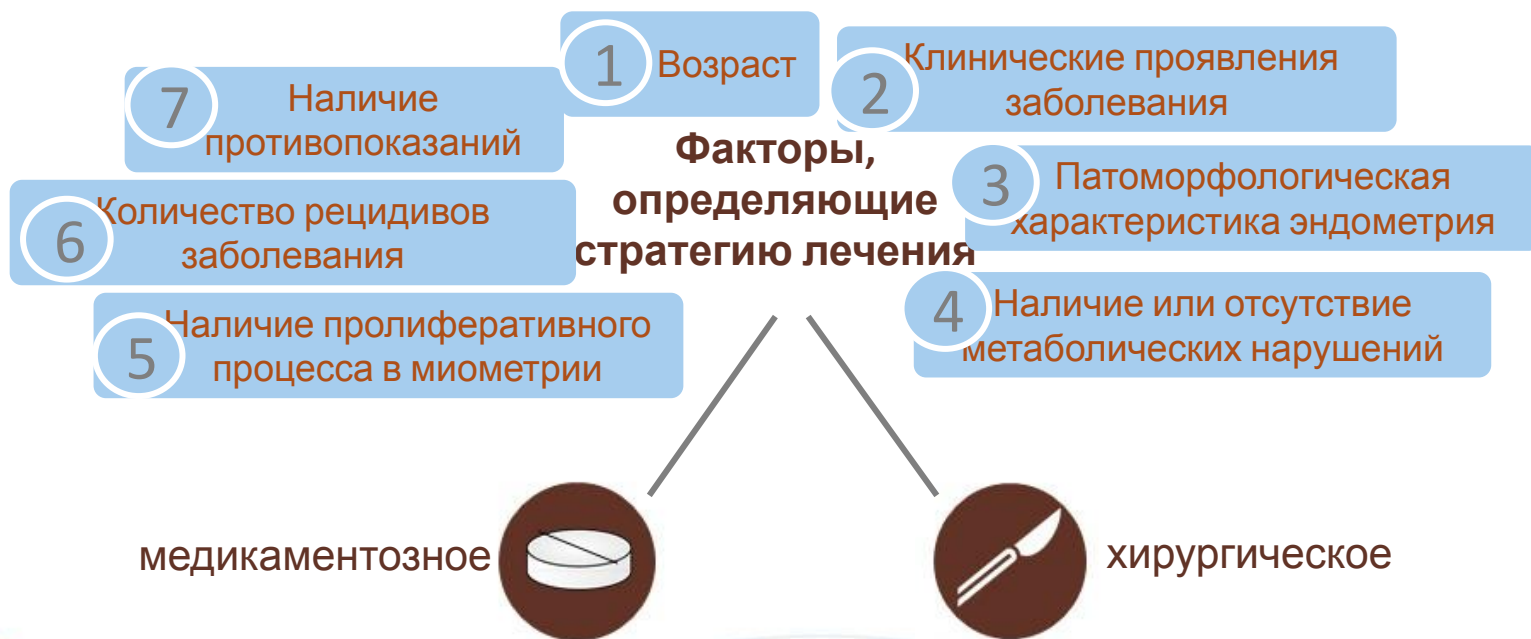 1
Возраст
2
Клинические проявления
заболевания
7
Наличие
противопоказаний
Факторы,
определяющие
стратегию лечения
3
Патоморфологическая
характеристика эндометрия
6
Количество рецидивов
заболевания
4
Наличие или отсутствие
метаболических нарушений
5
Наличие пролиферативного
процесса в миометрии
медикаментозное
хирургическое